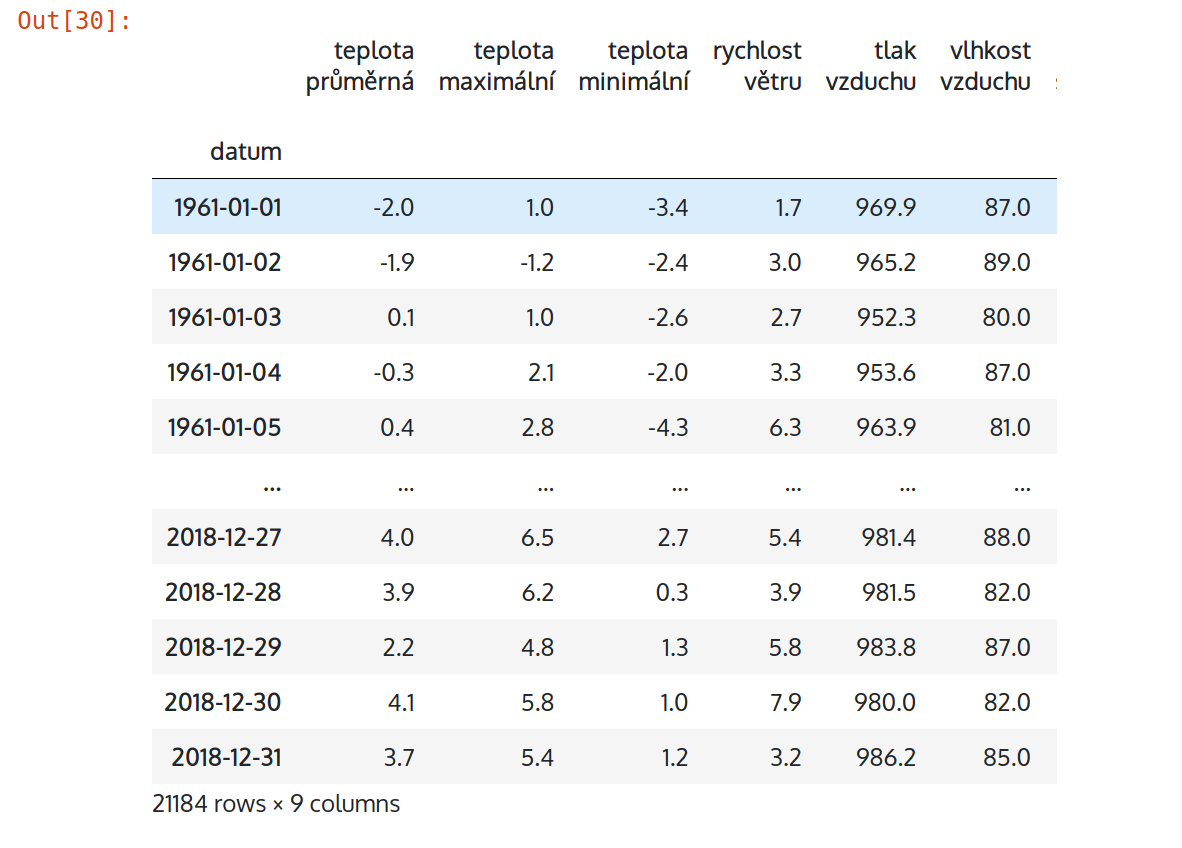 Out[30]:
teplota teplota teplota rychlost tlak vlhkost
průměrná maximální minimální větru vzduchu vzduchu
datum
1961-01-01 -2.0 1.0 -3.4 1.7 969.9 87.0
1961-01-02 -1.9 -1.2 -2.4 3.0 965.2 89.0
1961-01-03 0.1 1.0 -2.6 2.7 952.3 80.0
1961-01-04 -0.3 2.1 -2.0 3.3 953.6 87.0
1961-01-05 0.4 2.8 -4.3 6.3 963.9 81.0
... ... ... ... ... ... ...
2018-12-27 4.0 6.5 2.7 5.4 981.4 88.0
2018-12-28 3.9 6.2 0.3 3.9 981.5 82.0
2018-12-29 2.2 4.8 1.3 5.8 983.8 87.0
2018-12-30 4.1 5.8 1.0 7.9 980.0 82.0
2018-12-31 3.7 5.4 1.2 3.2 986.2 85.0
21184 rows × 9 columns